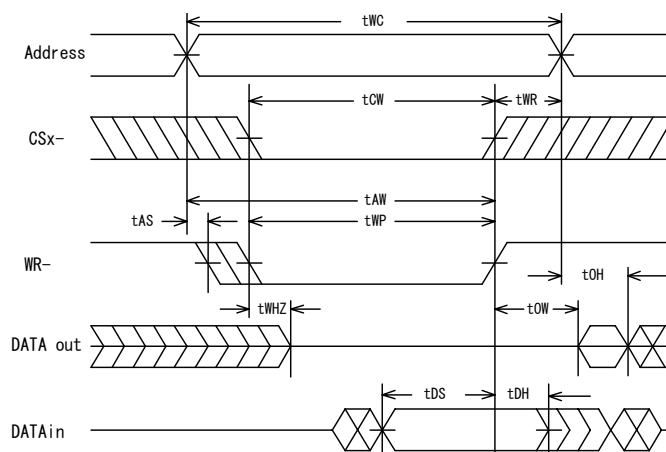 tWC
Address
tCW
tWR
CSx-
tAW
tAS
tWP
WR-
tOH
tWHZ
tOW
DATA out
tDS
tDH
DATAin